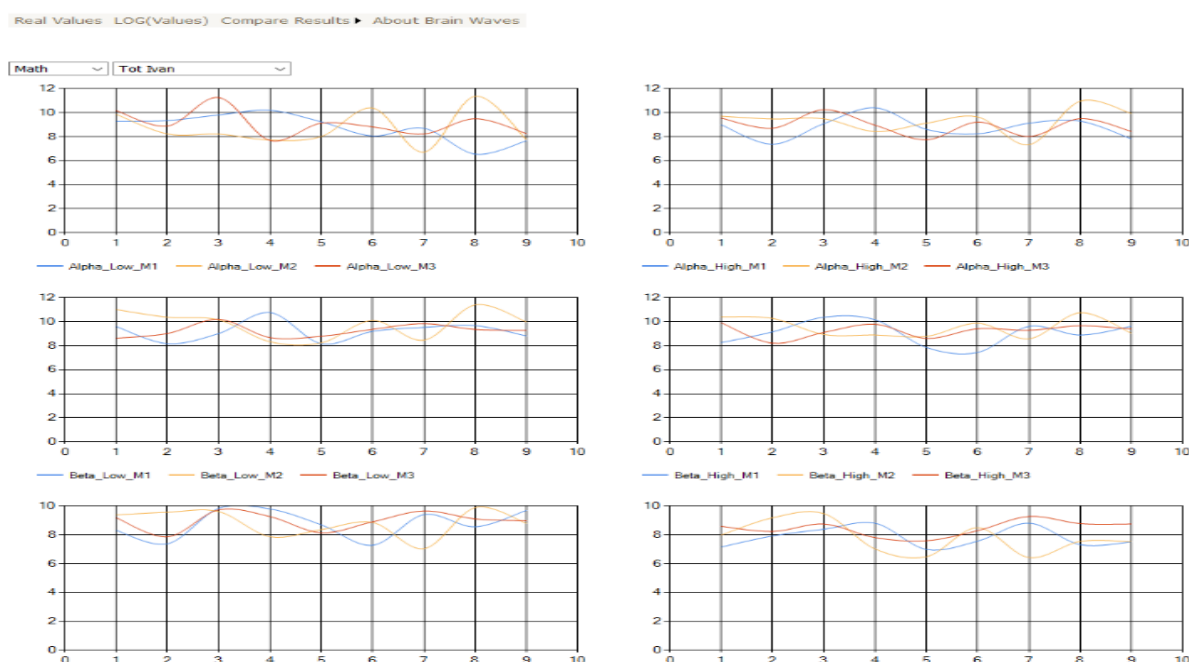 Real Values LOG(Values) Compare Results About Brain Waves
Math Tot Ivan
12 12
10 10
8 8
6 6
4 4
2 2
0 0
0 1 2 3 4 5 6 7 8 9 10 0 1 2 3 4 5 6 7 8 9 10
Alpha_Low_M1 Alpha_Low_M2 Alpha_Low_M3 Alpha_High_M1 Alpha_High_M2 Alpha_High_M3
12 12
10 10
8 8
6 6
4 4
2 2
0 0
0 1 2 3 4 5 6 7 8 9 10 0 1 2 3 4 5 6 7 8 9 10
Beta_Low_M1 Beta_Low_M2 Beta_Low_M3 Beta_High_M1 Beta_High_M2 Beta_High_M3
10 10
8 8
6 6
4 4
2 2
0 0
0 1 2 3 4 5 6 7 8 9 10 0 1 2 3 4 5 6 7 8 9 10